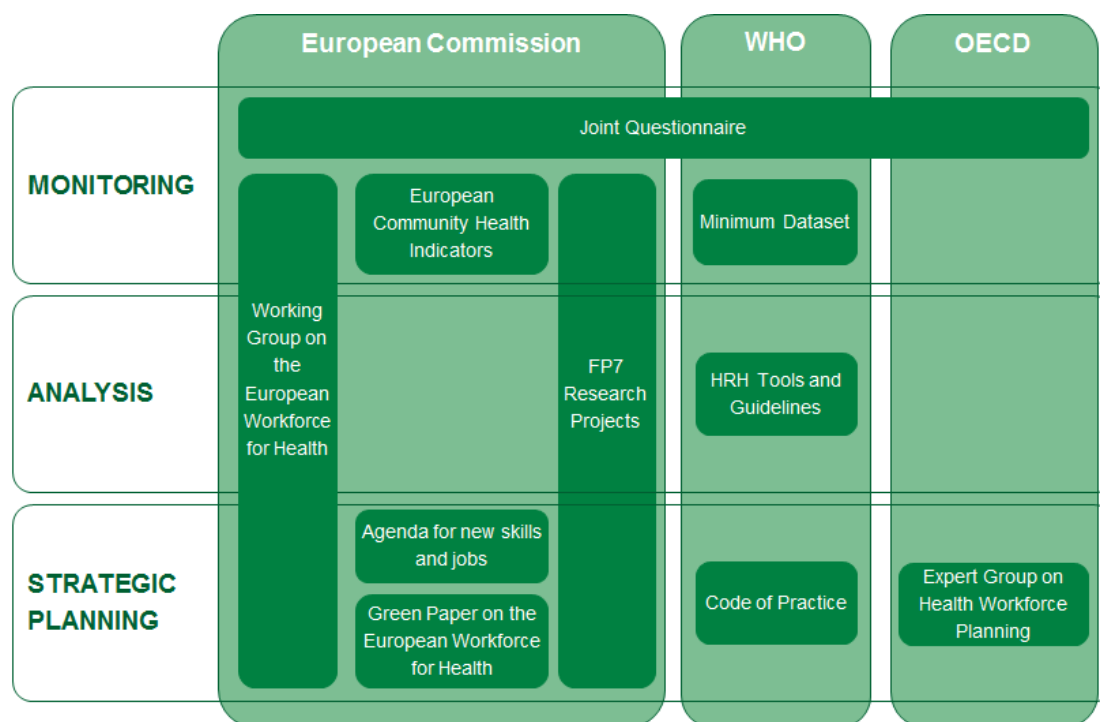 European Commission
WHO
OECD
MONITORING
Joint Questionnaire
European
Community Health
Indicators
Minimum Dataset
Working
Group on
the
European
Workforce
for Health
FP7
Research
Projects
ANALYSIS
HRH Tools and
Guidelines
STRATEGIC
PLANNING
Agenda for new skills
and jobs
Green Paper on the
European Workforce
for Health
Code of Practice
Expert Group on
Health Workforce
Planning